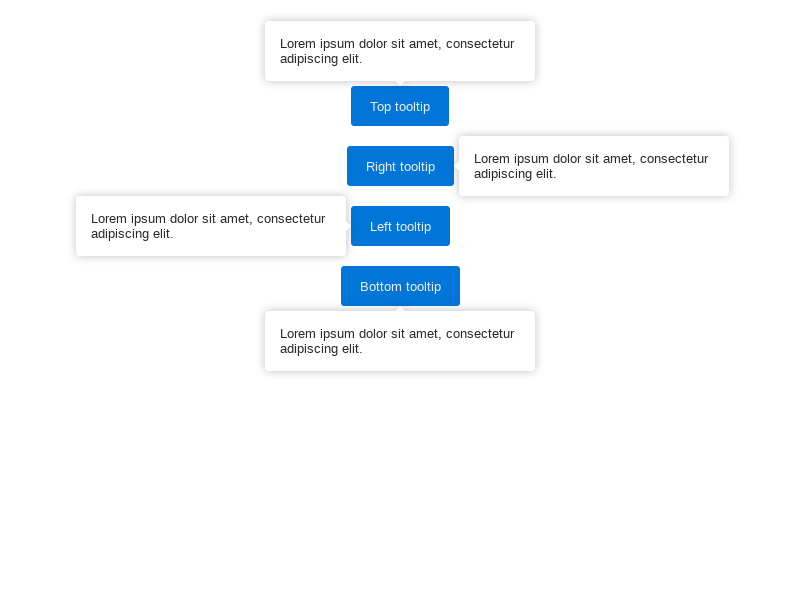 Lorem ipsum dolor sit amet, consectetur
adipiscing elit.
Top tooltip
Right tooltip
Lorem ipsum dolor sit amet, consectetur
adipiscing elit.
Lorem ipsum dolor sit amet, consectetur
adipiscing elit.
Left tooltip
Bottom tooltip
Lorem ipsum dolor sit amet, consectetur
adipiscing elit.